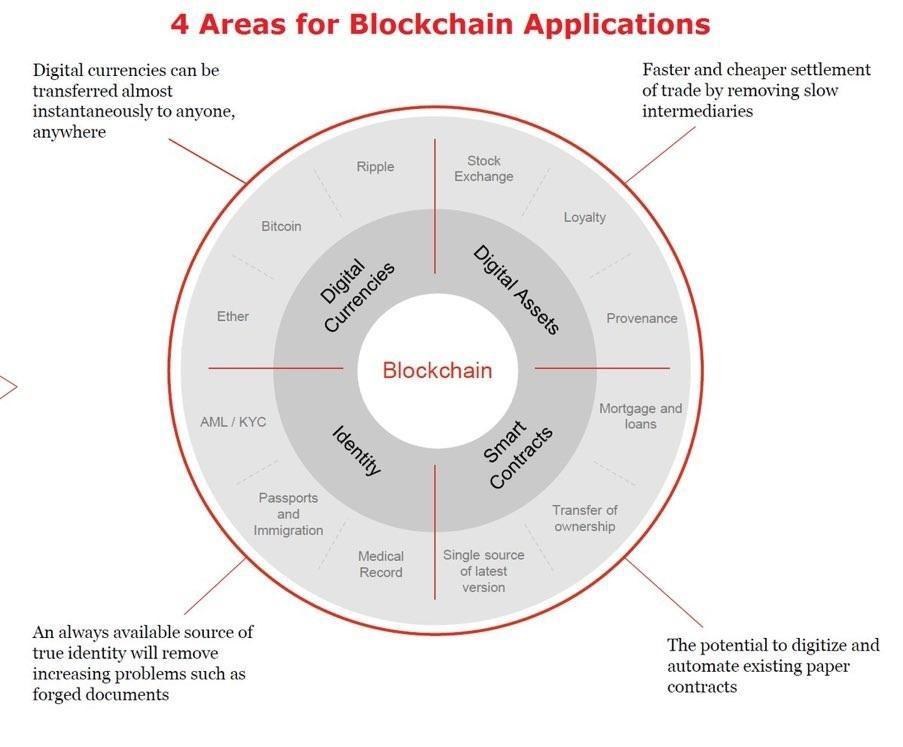 4 Areas for Blockchain Applications
Digital currencies can be
transferred almost
instantaneously to anyone,
anywhere
Faster and cheaper settlement
of trade by removing slow
intermediaries
Ripple
Stock
Exchange
Bitcoin
Loyalty
Digital
Currencies
Digital Assets
Ether
Provenance
Blockchain
AML / KYC
Mortgage and
loans
Identity
Smart
Contracts
Passports
and
Immigration
Transfer of
ownership
Medical
Record
Single source
of latest
version
An always available source of
true identity will remove
increasing problems such as
forged documents
The potential to digitize and
automate existing paper
contracts